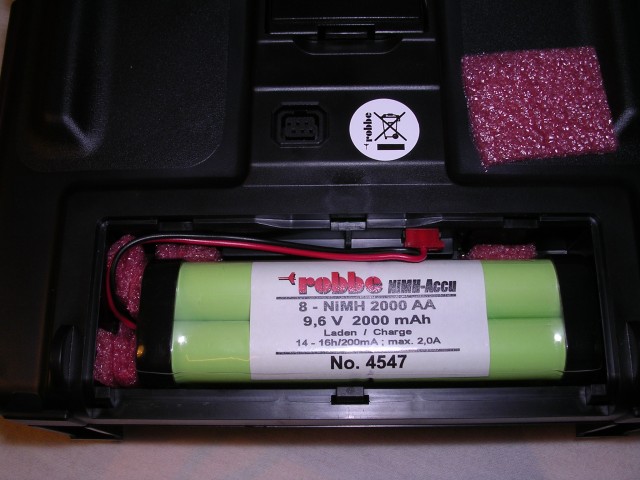 robbe
robbe NiMH-Accu
8 - NiMH 2000 AA
9,6 V 2000 mAh
Laden / Charge
14 - 16h/200mA ; max. 2,0A
No. 4547